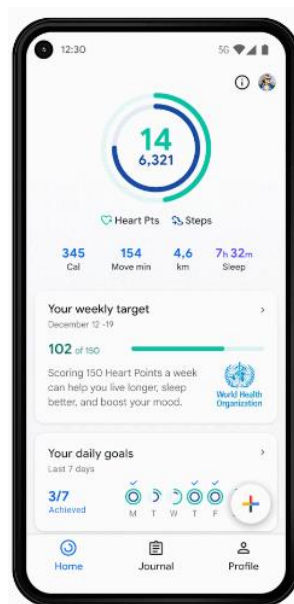 12:30
5G
14
6,321
Heart Pts
Steps
345
154
4,6
7h 32m
Cal
Move min
km
Sleep
Your weekly target
December 12 -19
102 of 150
Scoring 150 Heart Points a week
can help you live longer, sleep
better, and boost your mood.
World Health
Organization
Your daily goals
Last 7 days
3/7
Achieved
M T W T F
Home
Journal
Profile